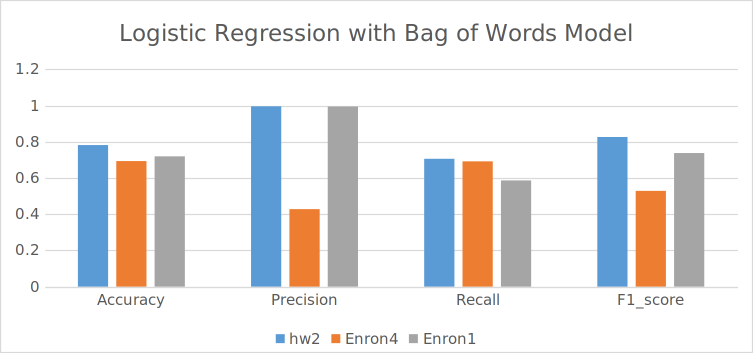 Logistic Regression with Bag of Words Model
1.2
1
0.8
0.6
0.4
0.2
0
Accuracy Precision Recall F1_score
hw2 Enron4 Enron1